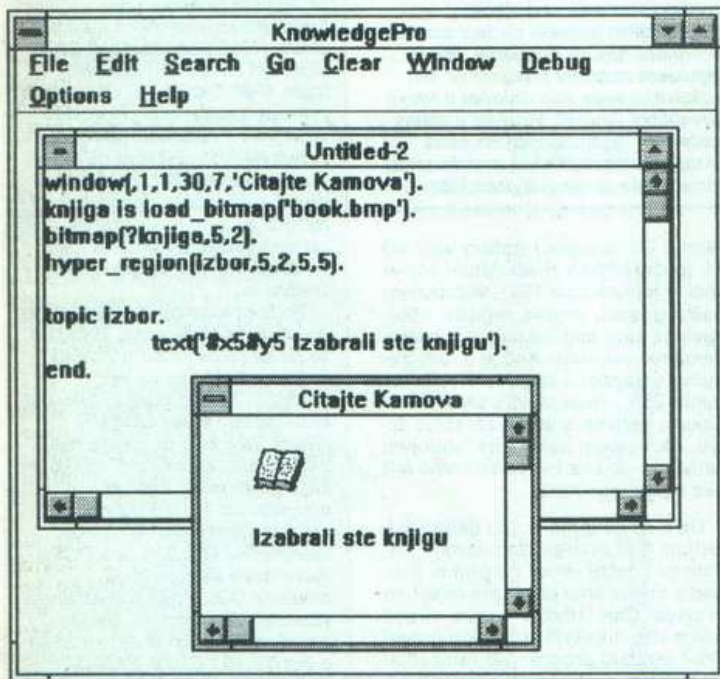 KnowledgePro
File Edit Search Go Clear Window Debug
Options Help
Untitled-2
window(,1,1,30,7,'Citajte Kamova').
knjiga is load_bitmap('book.bmp').
bitmap(?knjiga,5,2).
hyper_region(izbor,5,2,5,5).
topic izbor.
text('#x5#y5 Izabrali ste knjigu').
end.
Citajte Kamova
Izabrali ste knjigu